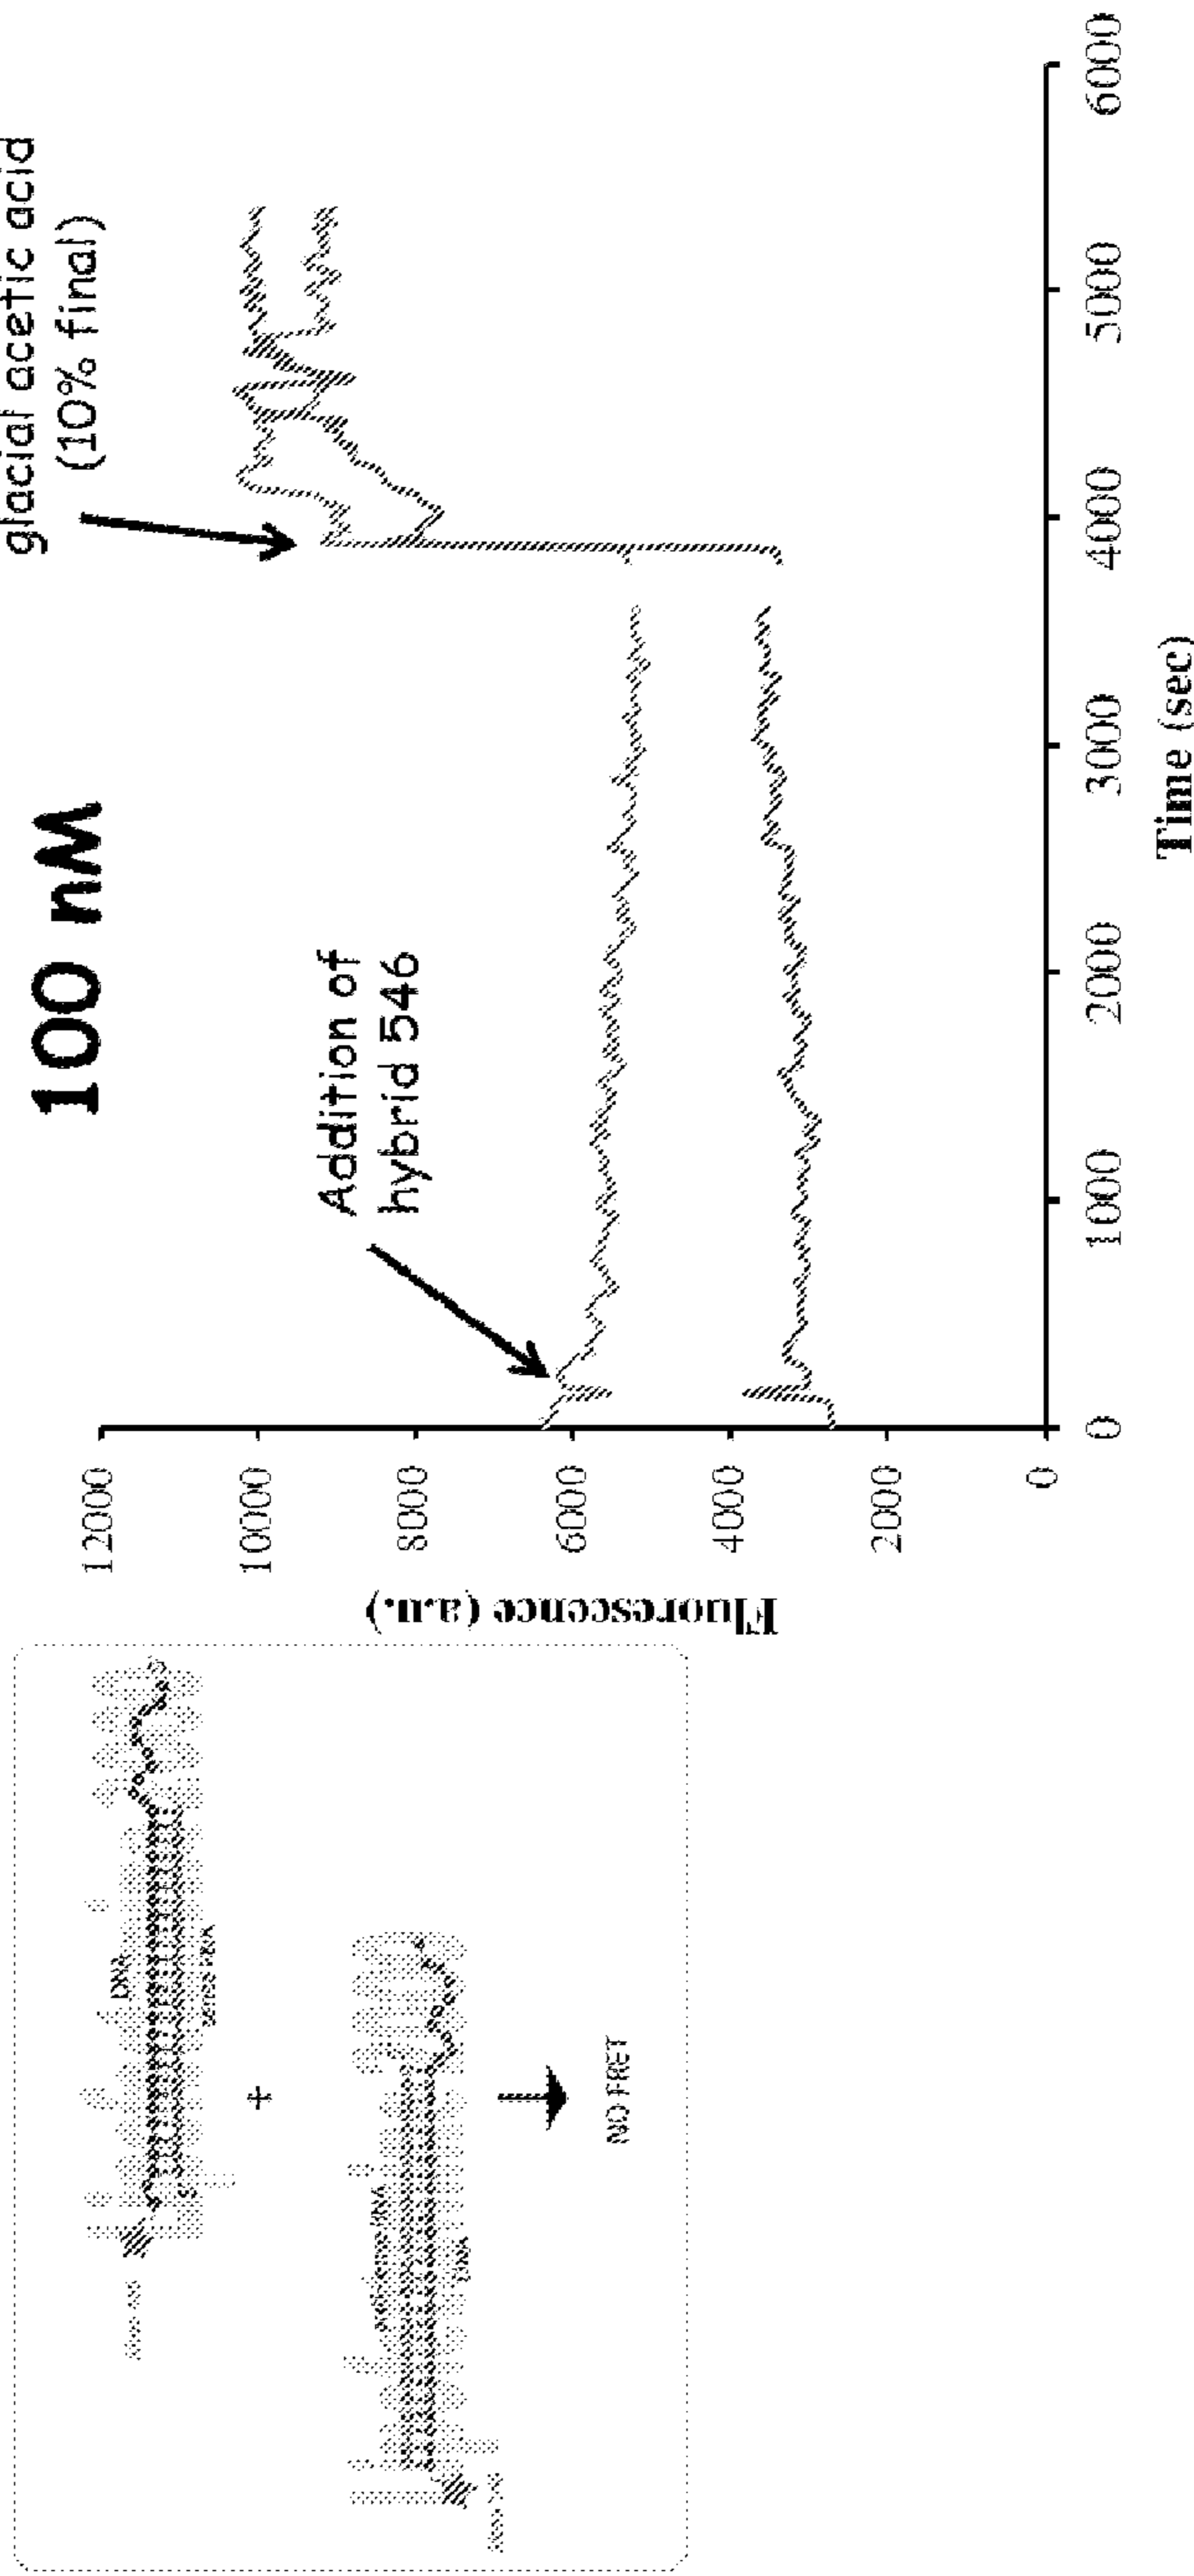 100 nM
glacial acetic acid
(10% final)
Addition of
hybrid 546
Fluorescence (a.u.)
12000
10000
8000
6000
4000
2000
0
0
1000
2000
3000
4000
5000
6000
Time (sec)
DNA
+
DNA
NO FRET